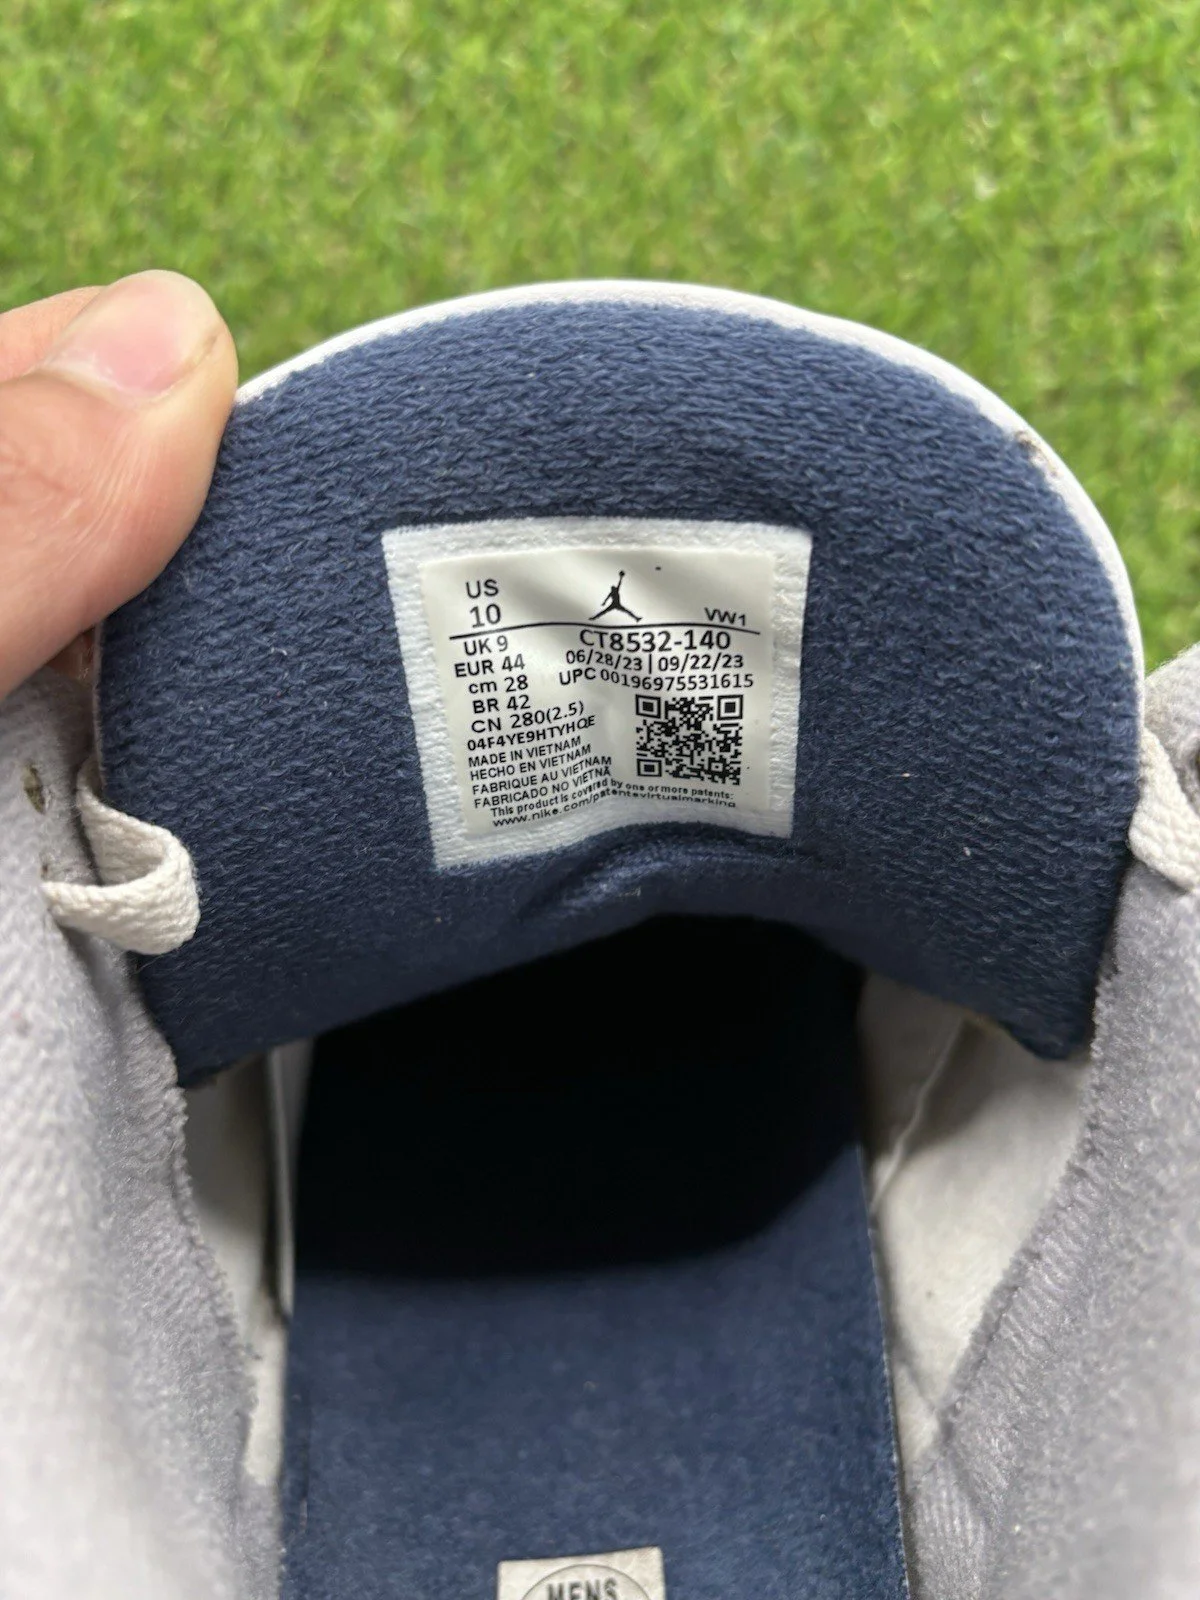 US
10
VW1
UK 9
CT8532-140
EUR 44
06/28/23 | 09/22/23
cm 28
UPC 00196975531615
BR 42
CN 280(2.5)
04F4YE9HTYHQE
MADE IN VIETNAM
HECHO EN VIETNAM
FABRIQUE AU VIETNAM
FABRICADO NO VIETNÃ
This product is covered by one or more patents:
www.nike.com/patentsvirtualmarking
MENS